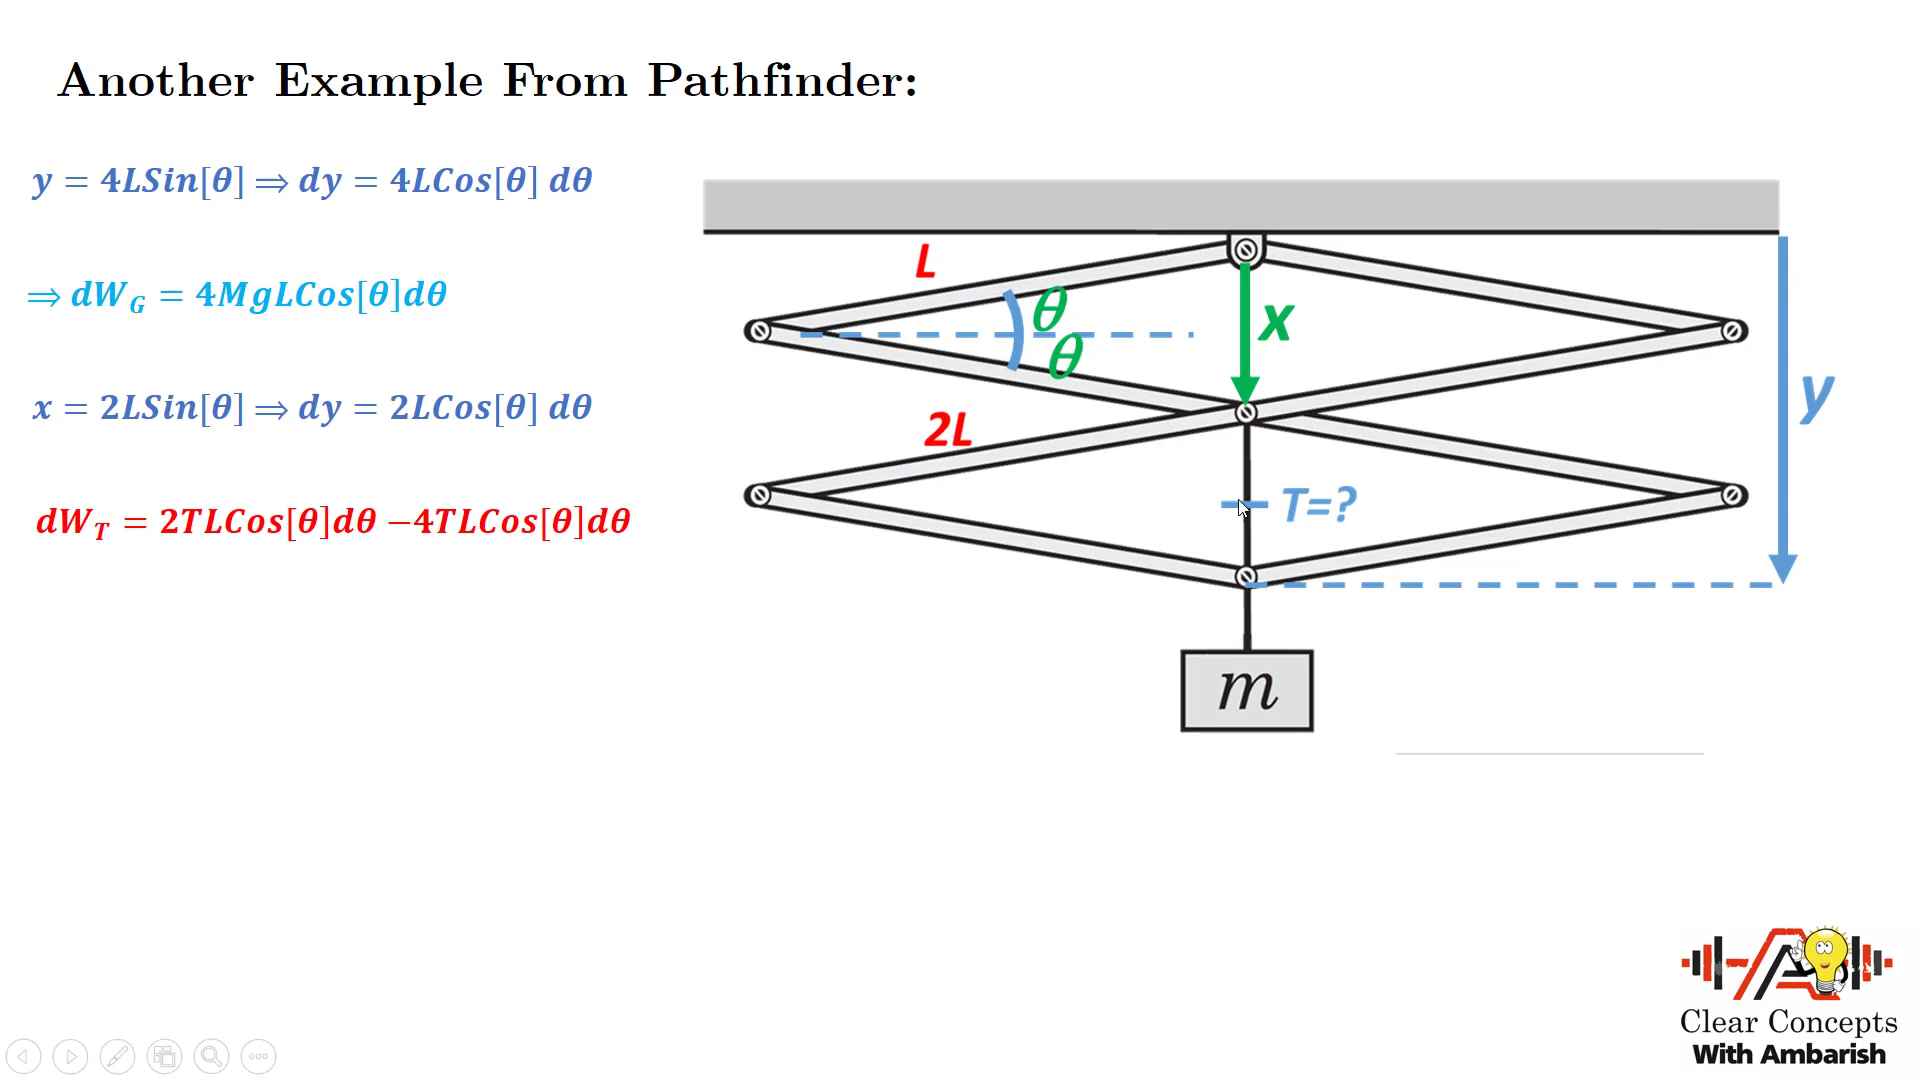 Another Example From Pathfinder:
y = 4LSin[θ] ⇒ dy = 4LCos[θ] dθ
⇒ dW_G = 4MgLCos[θ]dθ
x = 2LSin[θ] ⇒ dy = 2LCos[θ] dθ
dW_T = 2TLCos[θ]dθ −4TLCos[θ]dθ
L
θ
θ
x
y
2L
T=?
m
Clear Concepts
With Ambarish